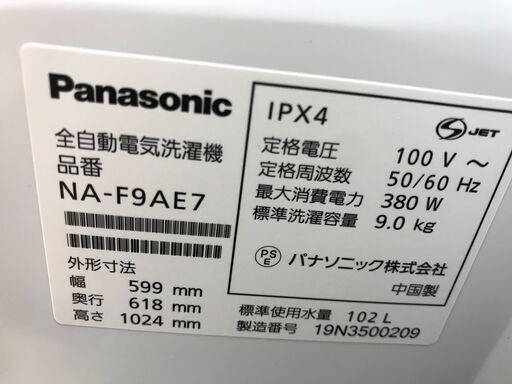 Panasonic
全自動電気洗濯機
品番
NA-F9AE7
外形寸法
幅 599 mm
奥行 618 mm
高さ 1024 mm
IPX4
S JET
定格電圧 100 V ～
定格周波数 50/60 Hz
最大消費電力 380 W
標準洗濯容量 9.0 kg
PS
E
パナソニック株式会社
中国製
標準使用水量 102 L
製造番号 19N3500209